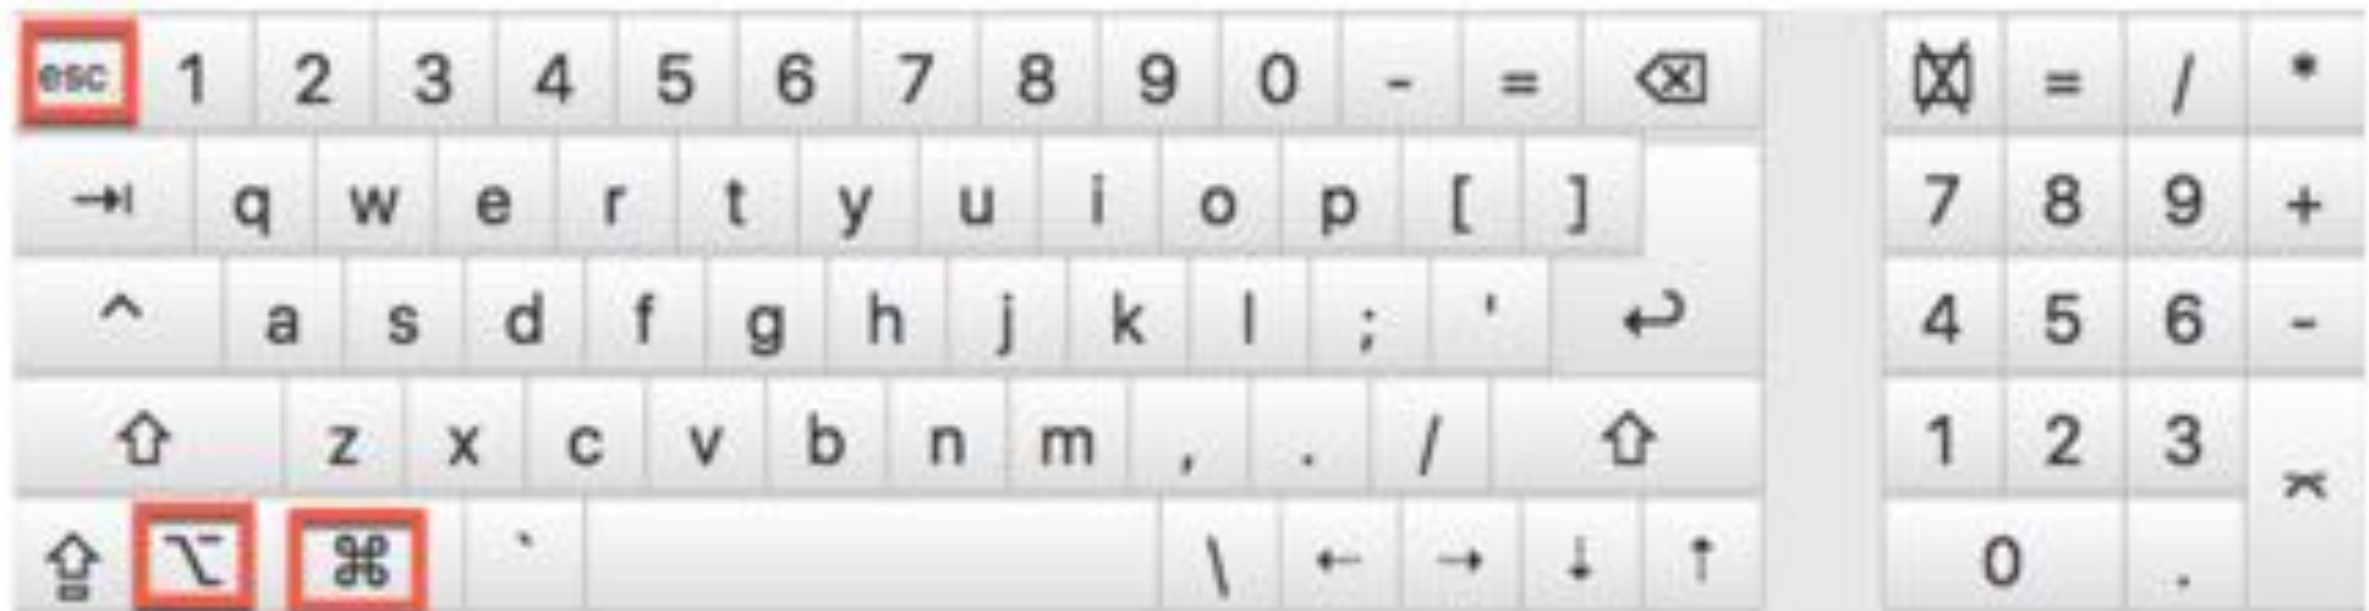 esc 1 2 3 4 5 6 7 8 9 0 - = ⌫ ⌧ = / *
⇥ q w e r t y u i o p [ ] 7 8 9 +
^ a s d f g h j k l ; ' ↩ 4 5 6 -
⇧ z x c v b n m , . / ⇧ 1 2 3 ⌤
⇪ ⌥ ⌘ ` \ ← → ↓ ↑ 0 .